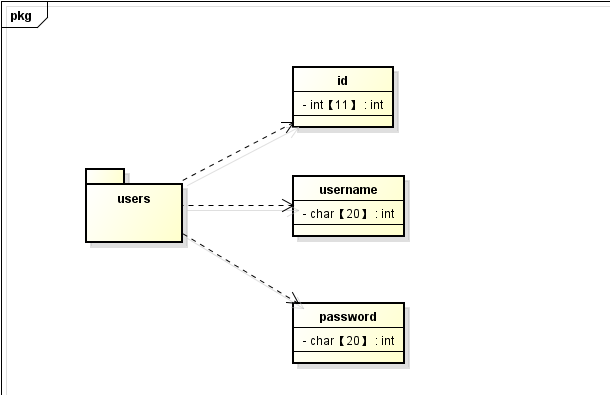 pkg
id
- int【11】 : int
users
username
- char【20】 : int
password
- char【20】 : int